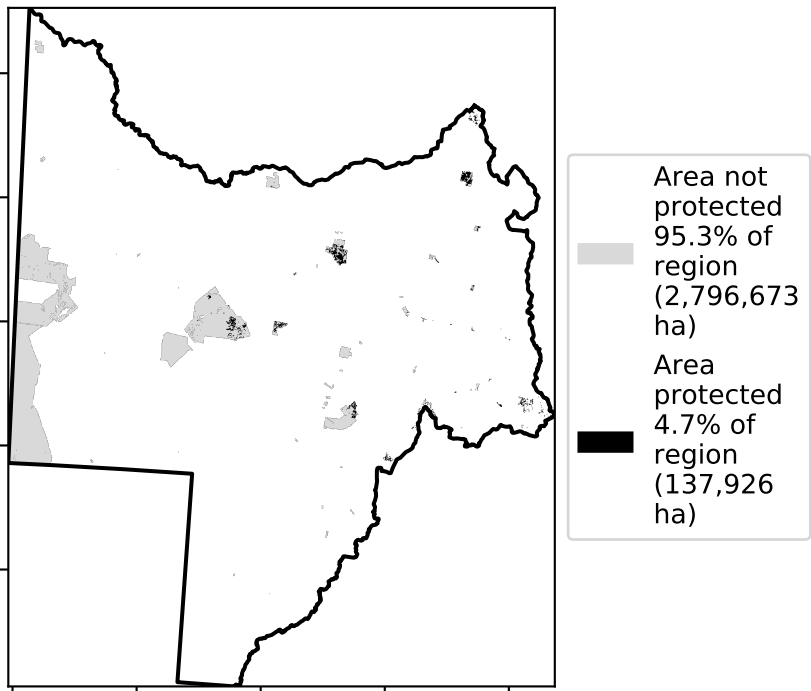 Area not
protected
95.3% of
region
(2,796,673
ha)
Area
protected
4.7% of
region
(137,926
ha)